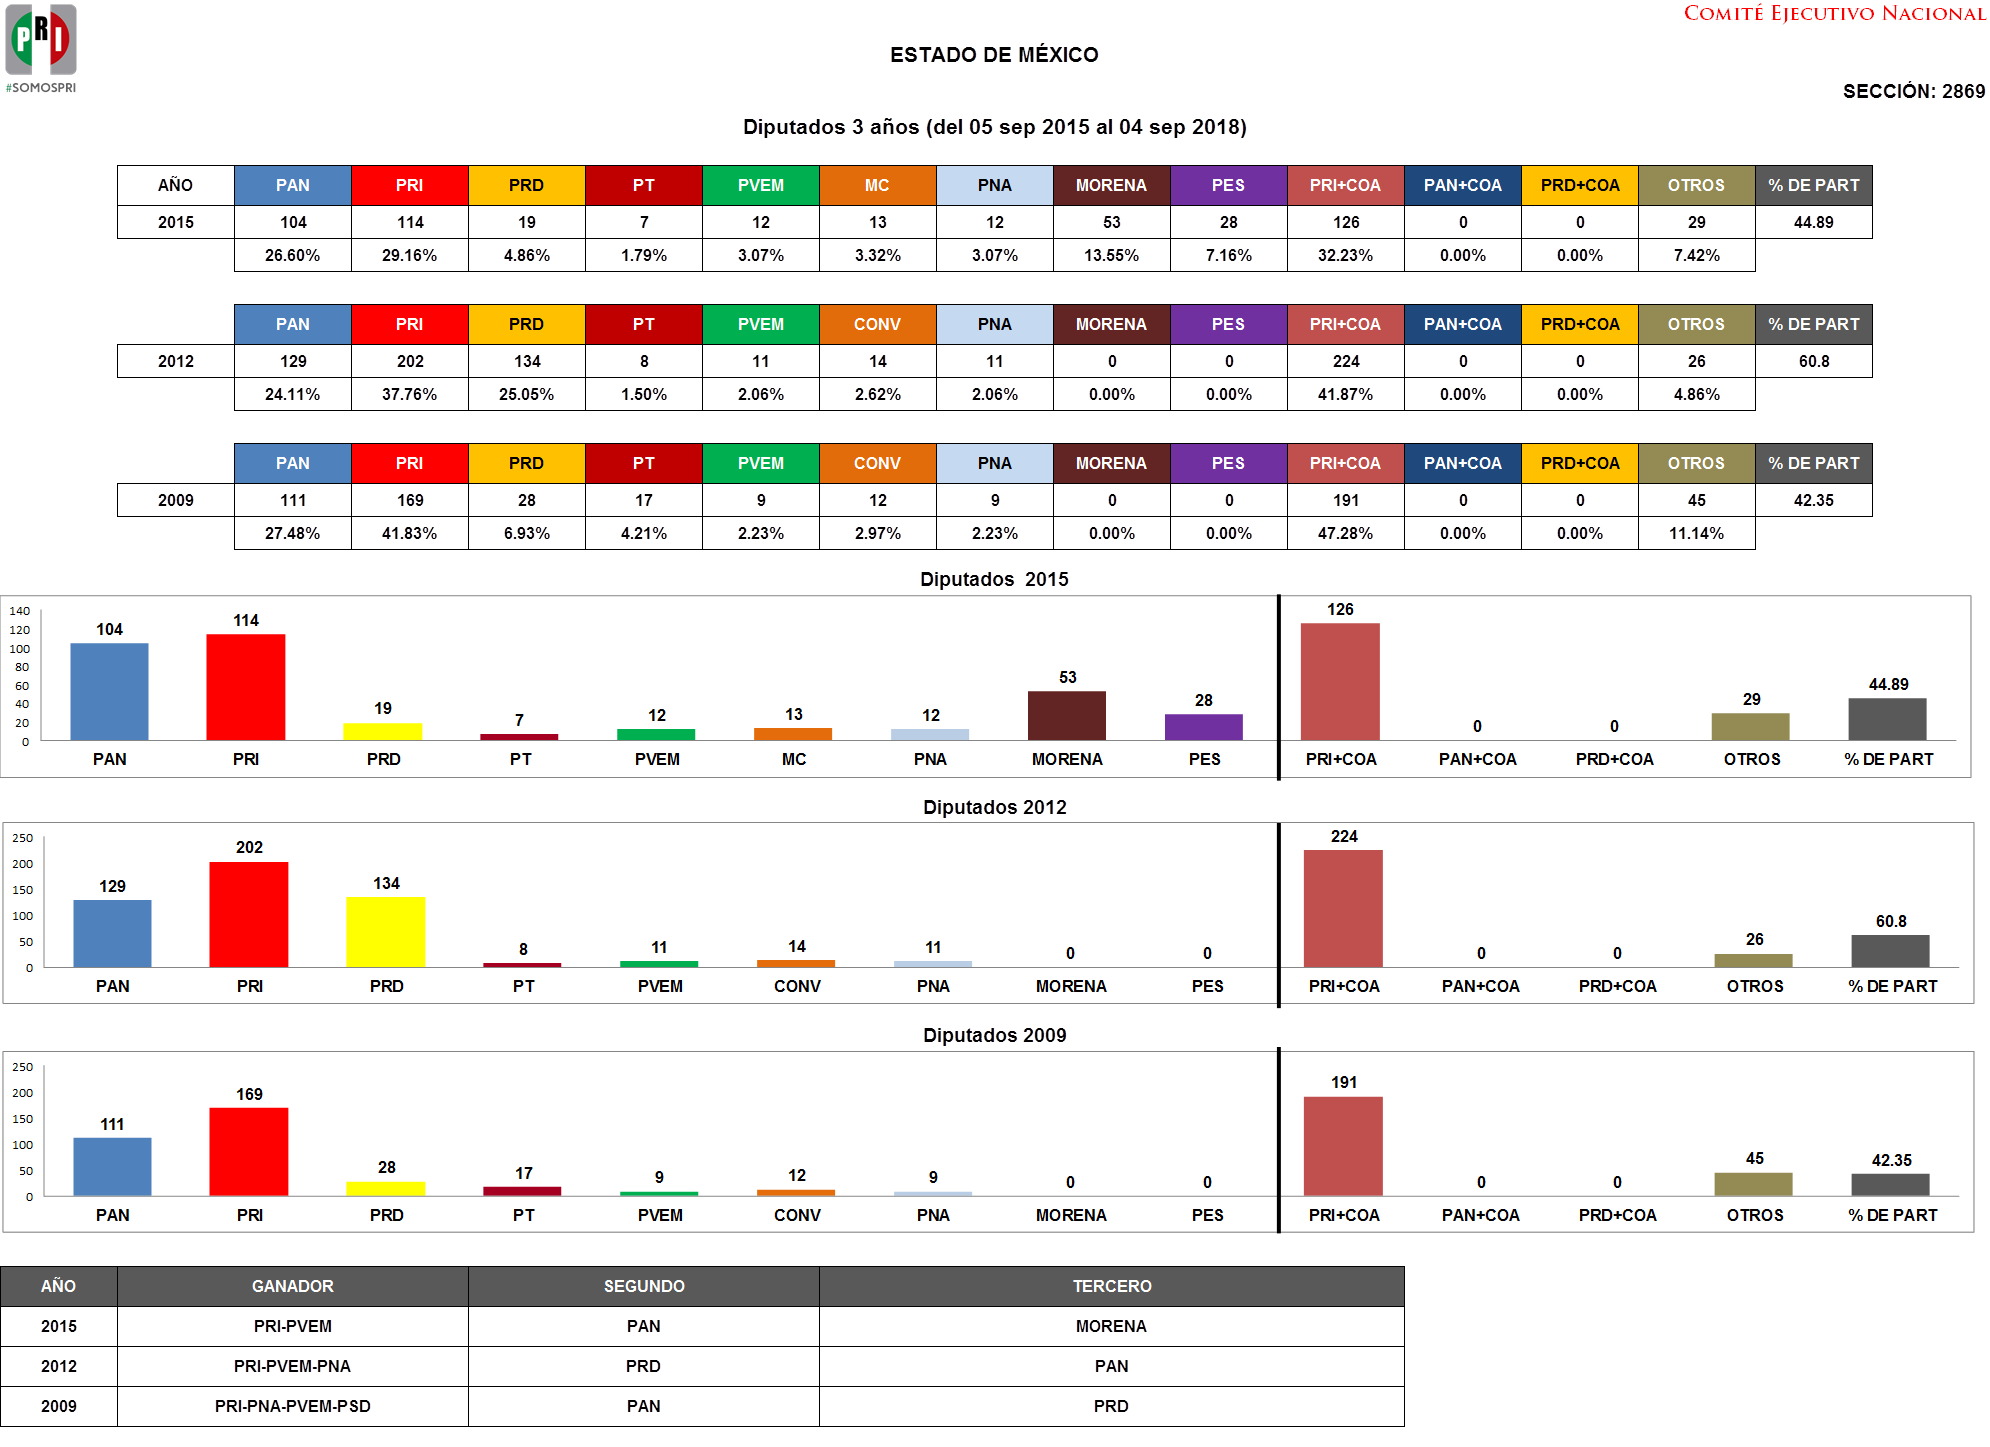 PRI
#SOMOSPRI
COMITÉ EJECUTIVO NACIONAL
ESTADO DE MÉXICO
SECCIÓN: 2869
Diputados 3 años (del 05 sep 2015 al 04 sep 2018)
AÑO PAN PRI PRD PT PVEM MC PNA MORENA PES PRI+COA PAN+COA PRD+COA OTROS % DE PART
2015 104 114 19 7 12 13 12 53 28 126 0 0 29 44.89
26.60% 29.16% 4.86% 1.79% 3.07% 3.32% 3.07% 13.55% 7.16% 32.23% 0.00% 0.00% 7.42%
PAN PRI PRD PT PVEM CONV PNA MORENA PES PRI+COA PAN+COA PRD+COA OTROS % DE PART
2012 129 202 134 8 11 14 11 0 0 224 0 0 26 60.8
24.11% 37.76% 25.05% 1.50% 2.06% 2.62% 2.06% 0.00% 0.00% 41.87% 0.00% 0.00% 4.86%
PAN PRI PRD PT PVEM CONV PNA MORENA PES PRI+COA PAN+COA PRD+COA OTROS % DE PART
2009 111 169 28 17 9 12 9 0 0 191 0 0 45 42.35
27.48% 41.83% 6.93% 4.21% 2.23% 2.97% 2.23% 0.00% 0.00% 47.28% 0.00% 0.00% 11.14%
Diputados 2015
140
120
100
80
60
40
20
0
104 114 19 7 12 13 12 53 28 126 0 0 29 44.89
PAN PRI PRD PT PVEM MC PNA MORENA PES PRI+COA PAN+COA PRD+COA OTROS % DE PART
Diputados 2012
250
200
150
100
50
0
129 202 134 8 11 14 11 0 0 224 0 0 26 60.8
PAN PRI PRD PT PVEM CONV PNA MORENA PES PRI+COA PAN+COA PRD+COA OTROS % DE PART
Diputados 2009
250
200
150
100
50
0
111 169 28 17 9 12 9 0 0 191 0 0 45 42.35
PAN PRI PRD PT PVEM CONV PNA MORENA PES PRI+COA PAN+COA PRD+COA OTROS % DE PART
AÑO GANADOR SEGUNDO TERCERO
2015 PRI-PVEM PAN MORENA
2012 PRI-PVEM-PNA PRD PAN
2009 PRI-PNA-PVEM-PSD PAN PRD